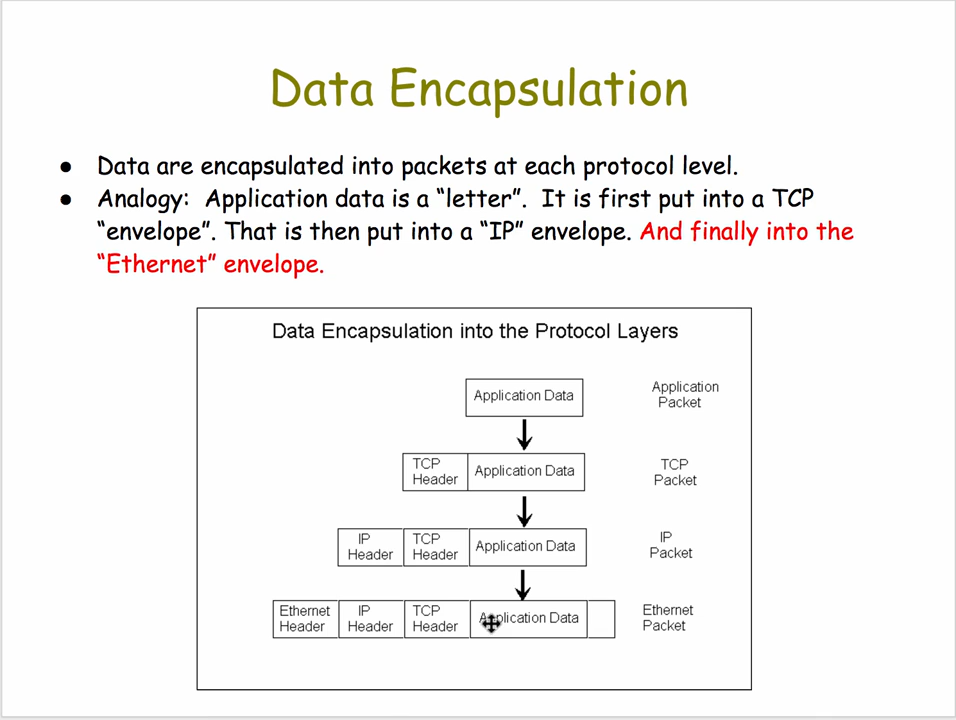 Data Encapsulation
● Data are encapsulated into packets at each protocol level.
● Analogy: Application data is a “letter”. It is first put into a TCP
“envelope”. That is then put into a “IP” envelope. And finally into the
“Ethernet” envelope.
Data Encapsulation into the Protocol Layers
Application Data
Application
Packet
TCP
Header
Application Data
TCP
Packet
IP
Header
TCP
Header
Application Data
IP
Packet
Ethernet
Header
IP
Header
TCP
Header
Application Data
Ethernet
Packet